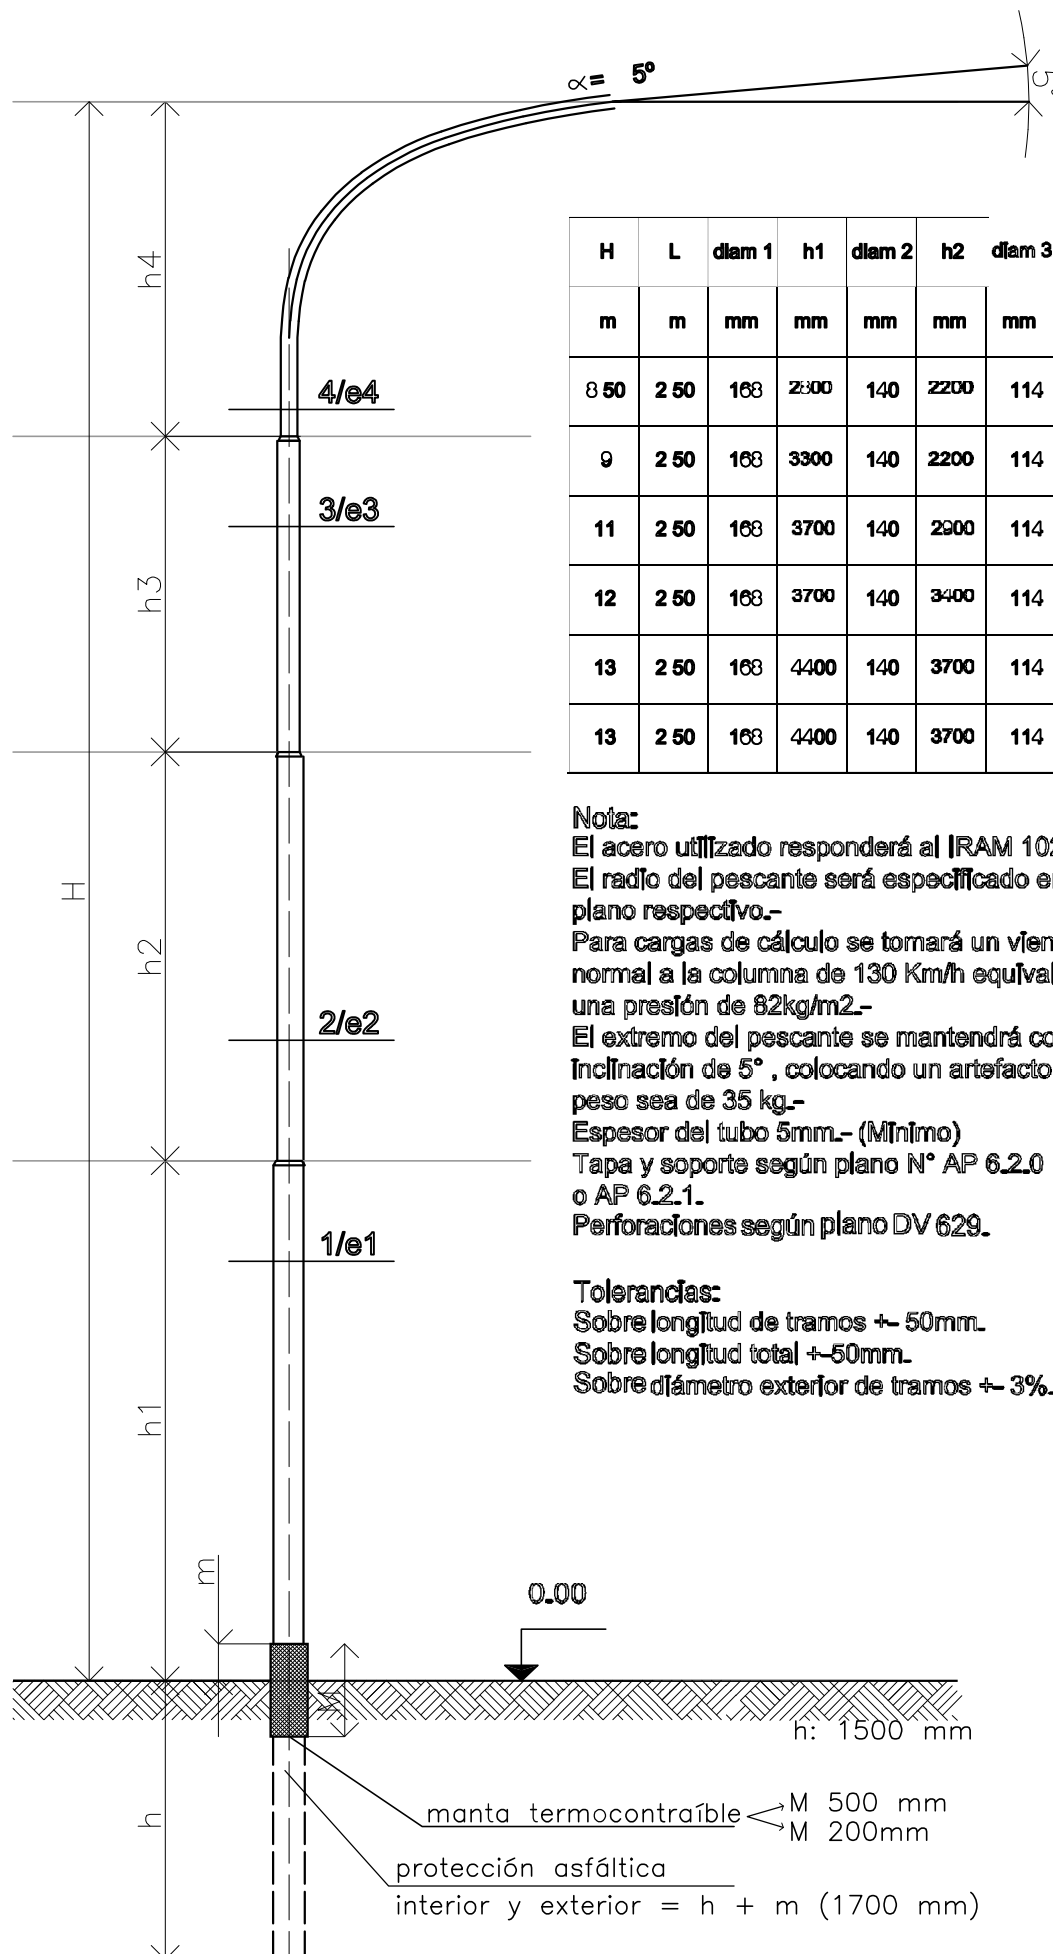 ∝= 5°
5°
H L diam 1 h1 diam 2 h2 diam 3
m m mm mm mm mm mm
8 50 2 50 168 2800 140 2200 114
9 2 50 168 3300 140 2200 114
11 2 50 168 3700 140 2900 114
12 2 50 168 3700 140 3400 114
13 2 50 168 4400 140 3700 114
13 2 50 168 4400 140 3700 114
h4
4/e4
3/e3
h3
H
h2
2/e2
1/e1
h1
m
Nota:
El acero utilizado responderá al IRAM 102
El radio del pescante será especificado en
plano respectivo.-
Para cargas de cálculo se tomará un vien
normal a la columna de 130 Km/h equival
una presión de 82kg/m2.-
El extremo del pescante se mantendrá co
inclinación de 5° , colocando un artefacto
peso sea de 35 kg.-
Espesor del tubo 5mm.- (Mínimo)
Tapa y soporte según plano N° AP 6.2.0
o AP 6.2.1.
Perforaciones según plano DV 629.
Tolerancias:
Sobre longitud de tramos +- 50mm.
Sobre longitud total +-50mm.
Sobre diámetro exterior de tramos +- 3%.
0.00
M
h: 1500 mm
h
manta termocontraíble
M 500 mm
M 200mm
protección asfáltica
interior y exterior = h + m (1700 mm)